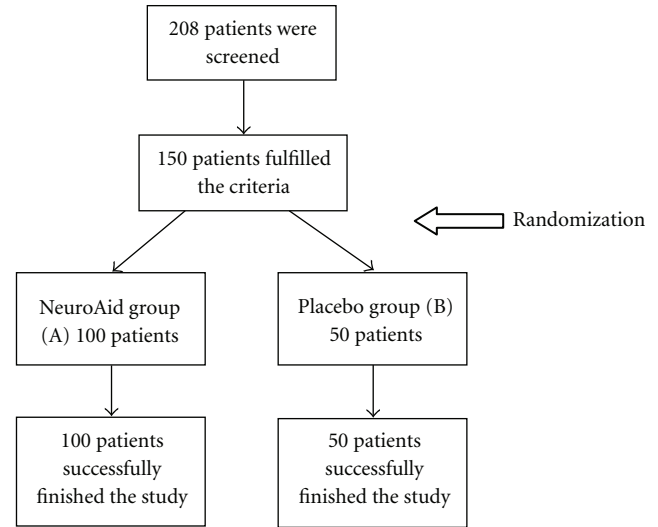 208 patients were
screened
150 patients fulfilled
the criteria
Randomization
NeuroAid group
(A) 100 patients
Placebo group (B)
50 patients
100 patients
successfully
finished the study
50 patients
successfully
finished the study